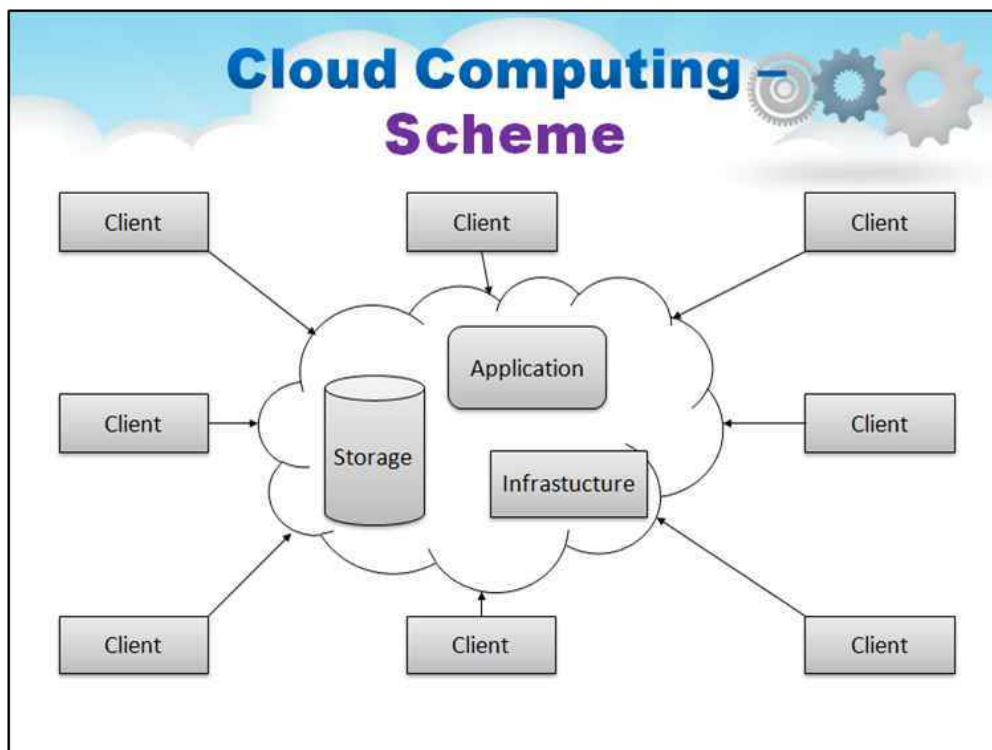 Cloud Computing –
Scheme
Client
Client
Client
Application
Client
Client
Storage
Infrastucture
Client
Client
Client